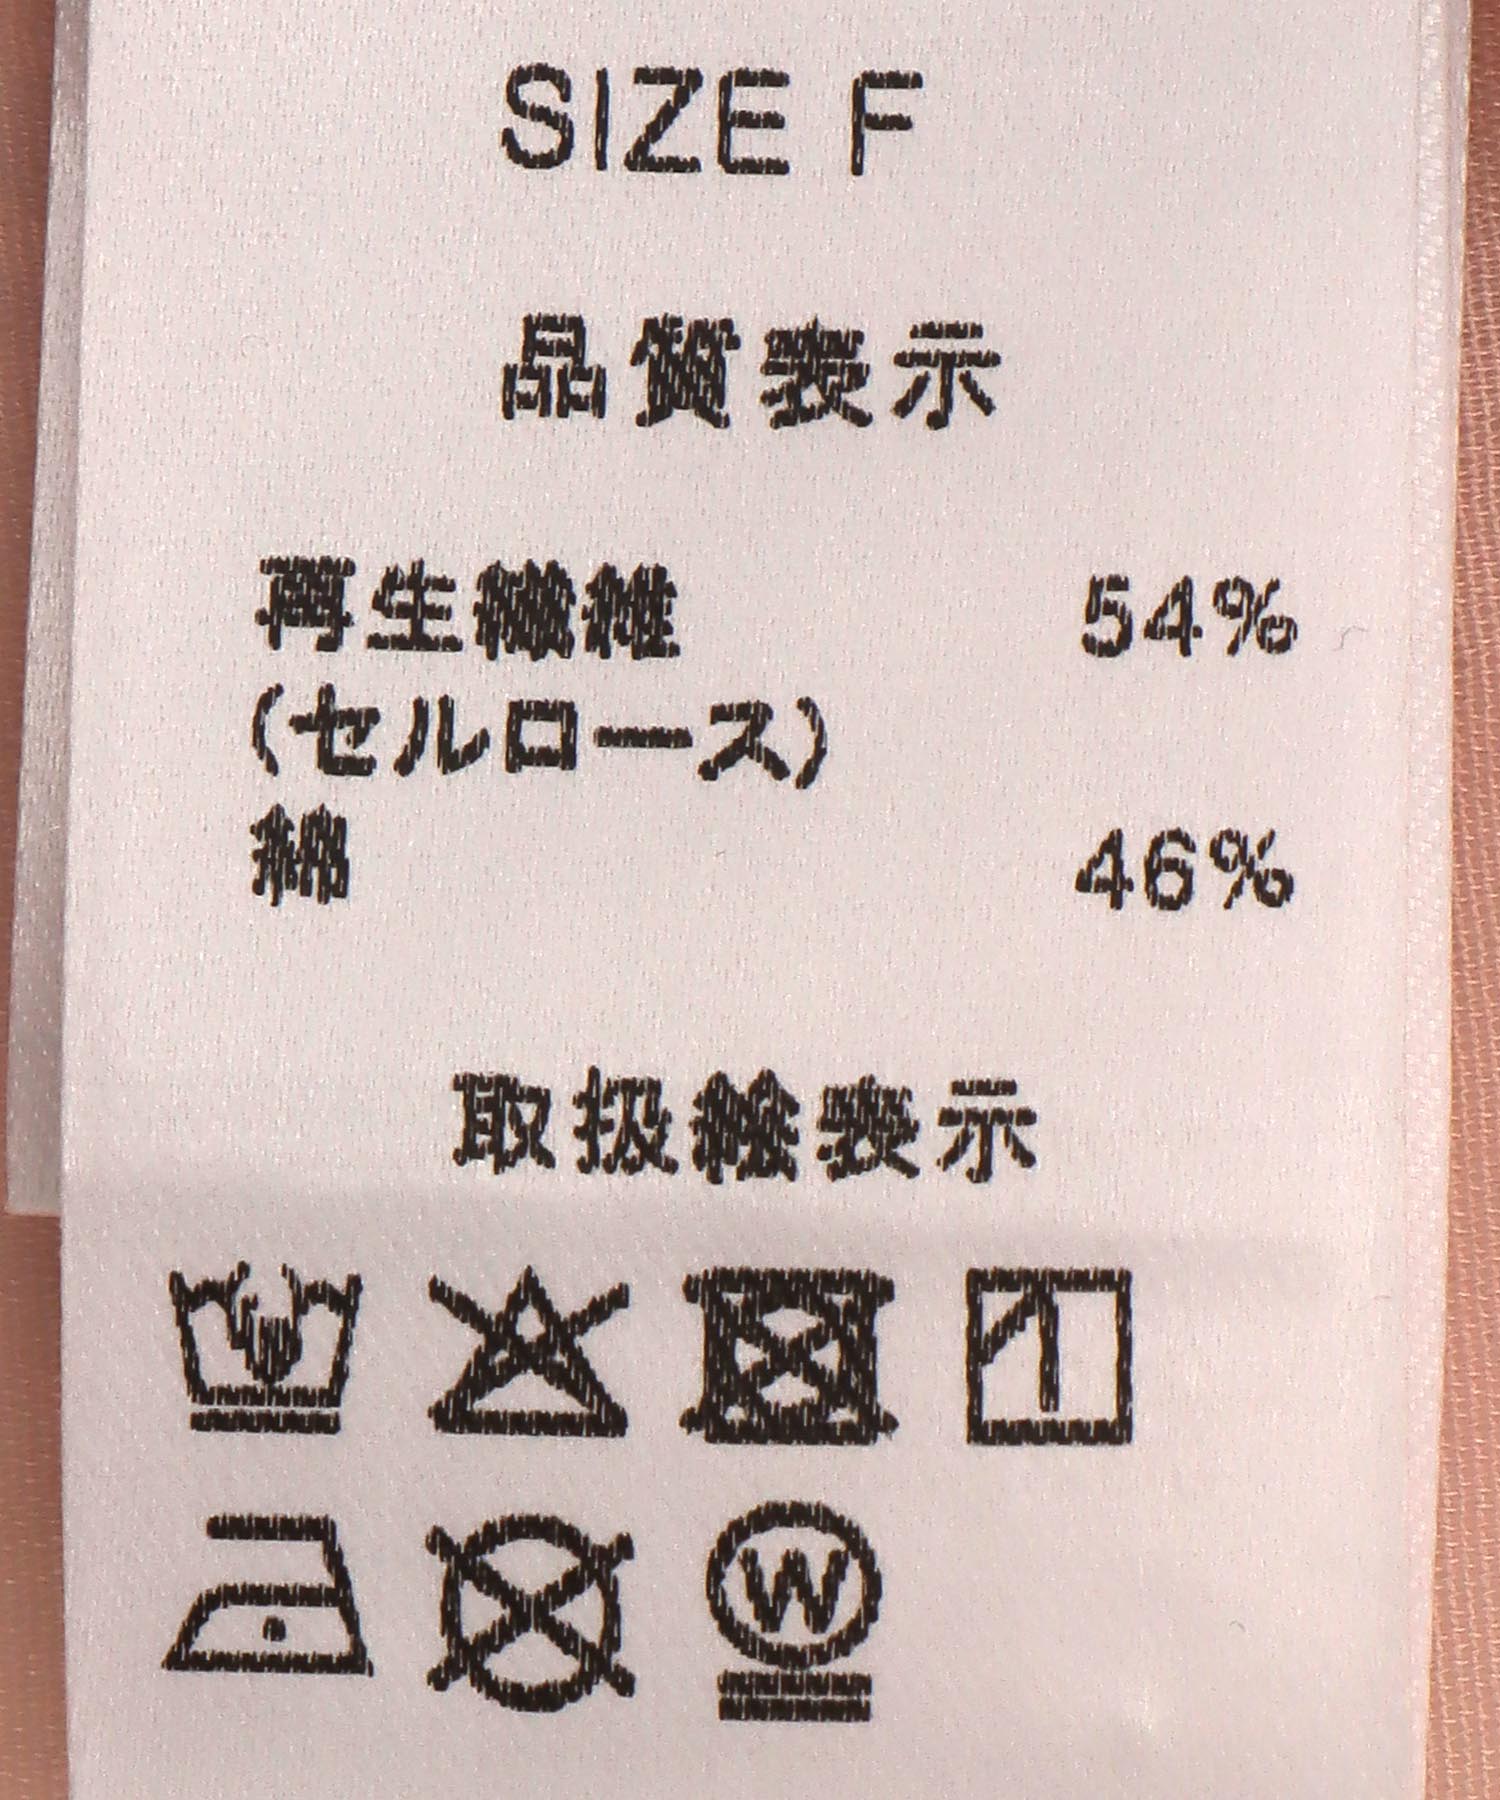 SIZE F
品質表示
再生繊維 54%
(セルロース)
綿 46%
取扱絵表示
W